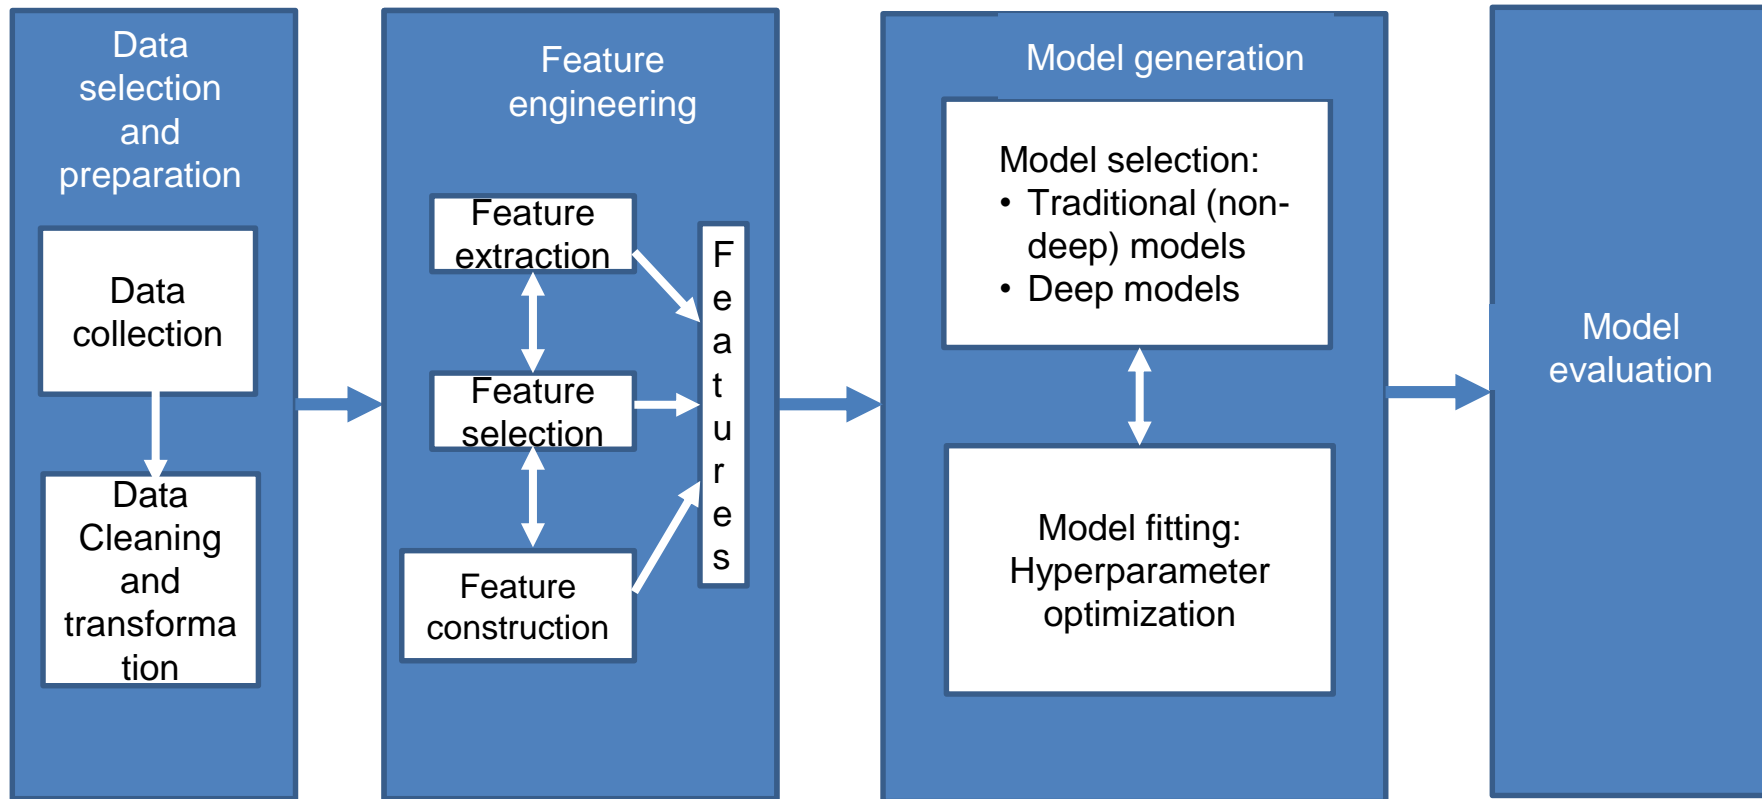 Data
selection
and
preparation
Data
collection
Data
Cleaning
and
transforma
tion
Feature
engineering
Feature
extraction
Feature
selection
Feature
construction
F
e
a
t
u
r
e
s
Model generation
Model selection:
• Traditional (non-
deep) models
• Deep models
Model fitting:
Hyperparameter
optimization
Model
evaluation